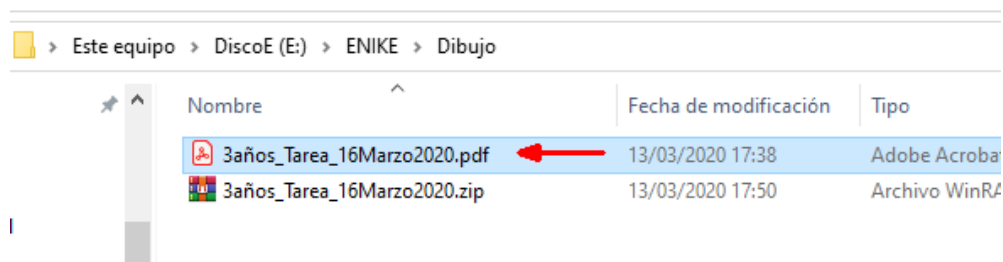 Este equipo > DiscoE (E:) > ENIKE > Dibujo
Nombre Fecha de modificación Tipo
3años_Tarea_16Marzo2020.pdf 13/03/2020 17:38 Adobe Acrobat
3años_Tarea_16Marzo2020.zip 13/03/2020 17:50 Archivo WinRA